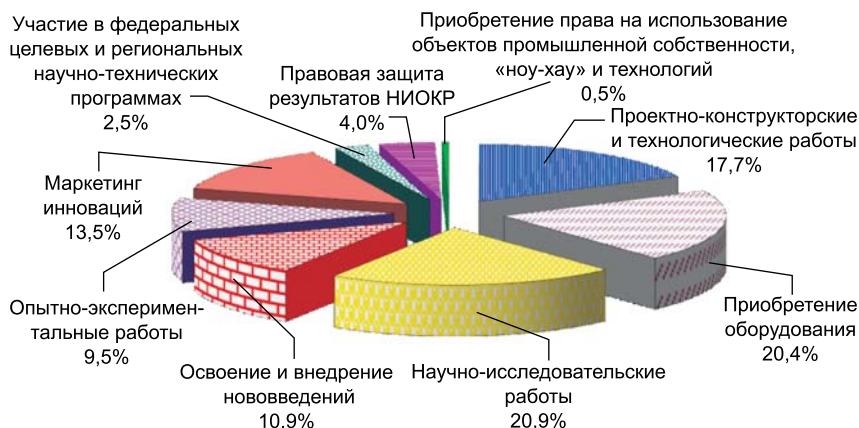 Участие в федеральных
целевых и региональных
научно-технических
программах
2,5%
Правовая защита
результатов НИОКР
4,0%
Приобретение права на использование
объектов промышленной собственности,
«ноу-хау» и технологий
0,5%
Проектно-конструкторские
и технологические работы
17,7%
Маркетинг
инноваций
13,5%
Опытно-эксперимен-
тальные работы
9,5%
Освоение и внедрение
нововведений
10,9%
Научно-исследовательские
работы
20,9%
Приобретение
оборудования
20,4%